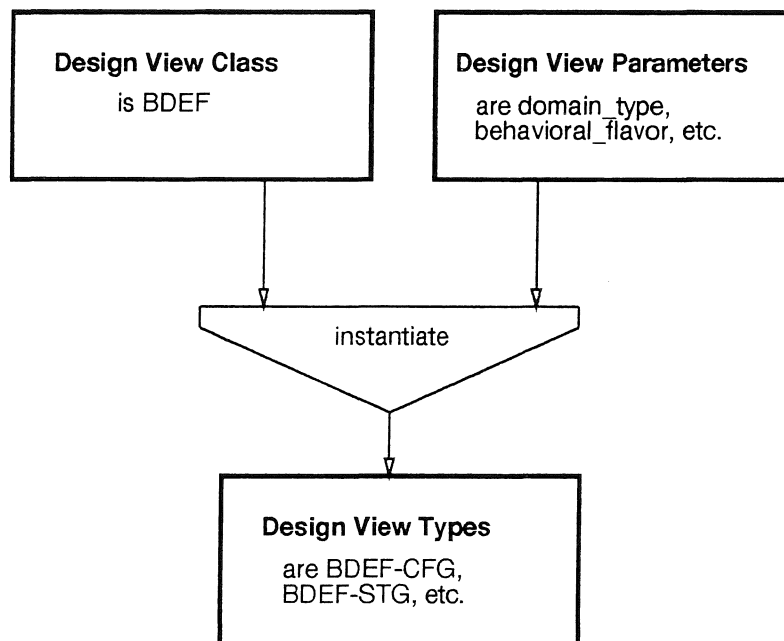 Design View Class
is BDEF
Design View Parameters
are domain_type,
behavioral_flavor, etc.
instantiate
Design View Types
are BDEF-CFG,
BDEF-STG, etc.